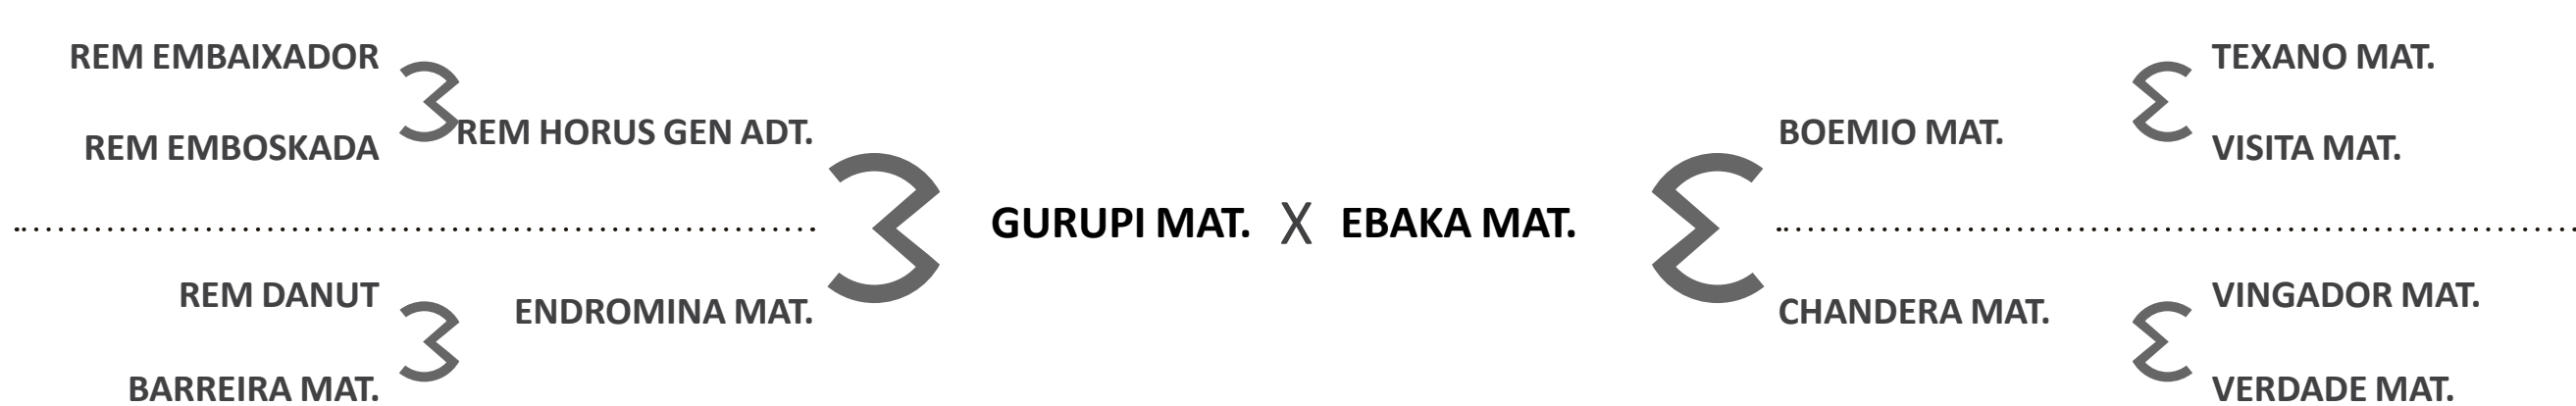 REM EMBAIXADOR
REM EMBOSKADA
REM HORUS GEN ADT.
REM DANUT
BARREIRA MAT.
ENDROMINA MAT.
GURUPI MAT. X EBAKA MAT.
BOEMIO MAT.
TEXANO MAT.
VISITA MAT.
CHANDERA MAT.
VINGADOR MAT.
VERDADE MAT.